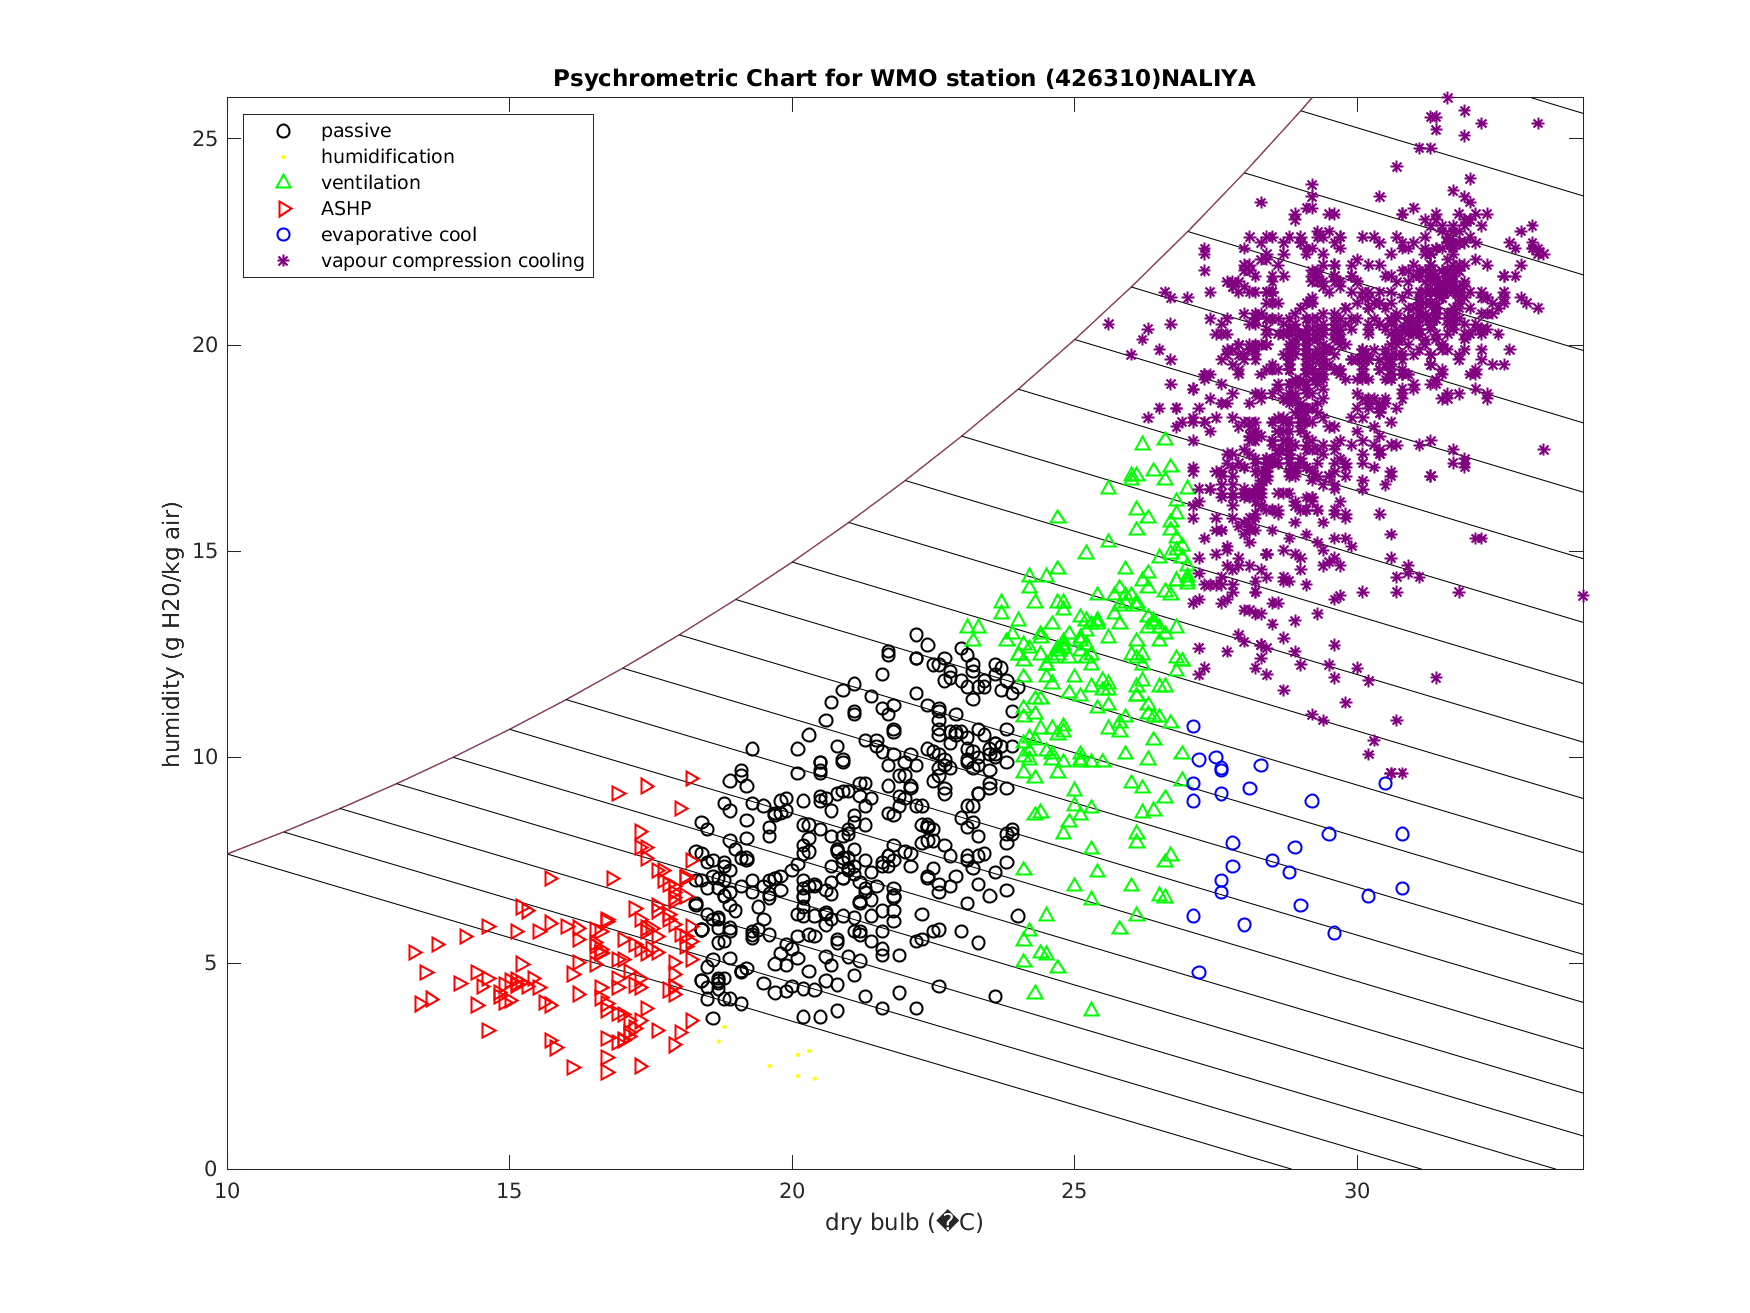 Psychrometric Chart for WMO station (426310)NALIYA
passive
humidification
ventilation
ASHP
evaporative cool
vapour compression cooling
25
20
15
10
5
0
humidity (g H20/kg air)
10
15
20
25
30
dry bulb (�C)